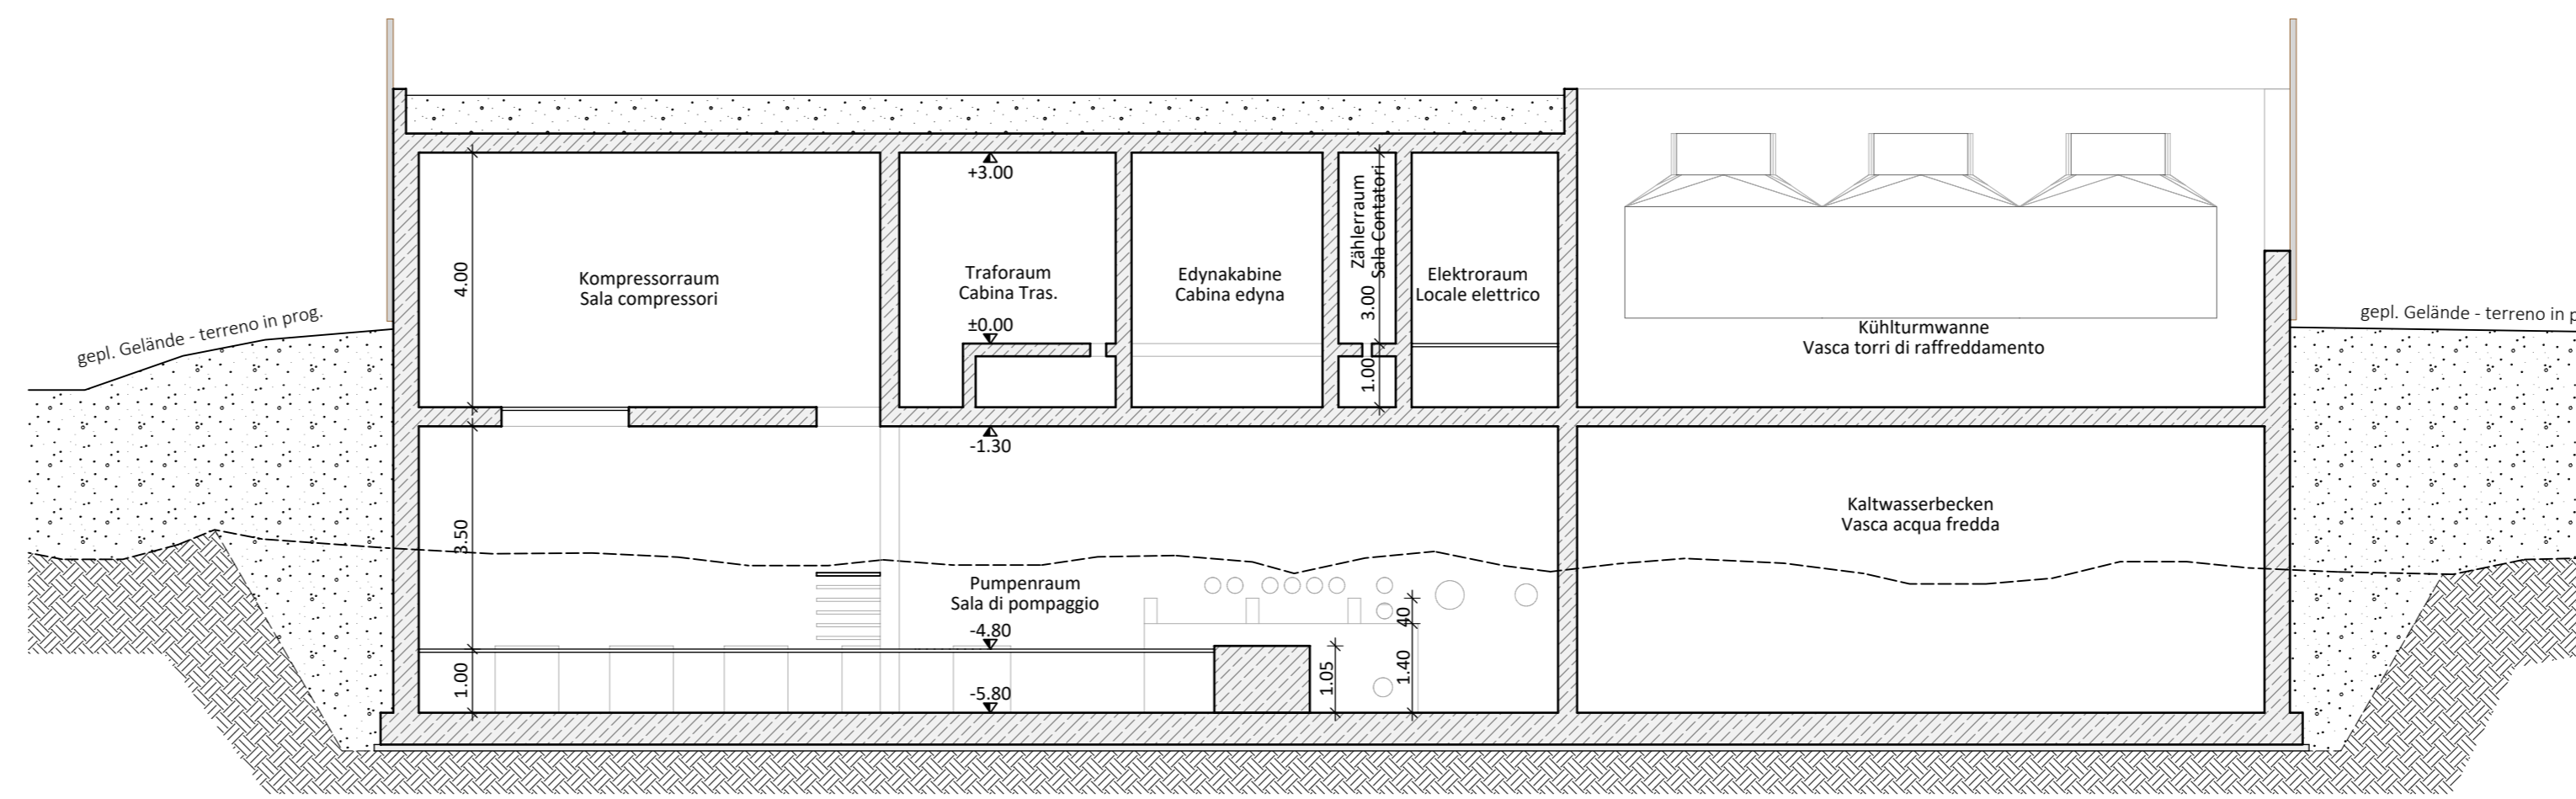 +3.00
Kompressorraum
Sala compressori
4.00
Traforaum
Cabina Tras.
±0.00
Edynakabine
Cabina edyna
Zählerraum
Sala Contatori
3.00
1.00
Elektroraum
Locale elettrico
Kühlturmwanne
Vasca torri di raffreddamento
gepl. Gelände - terreno in prog.
gepl. Gelände - terreno in p
-1.30
3.50
Kaltwasserbecken
Vasca acqua fredda
Pumpenraum
Sala di pompaggio
-4.80
1.00
-5.80
1.05
1.40
40